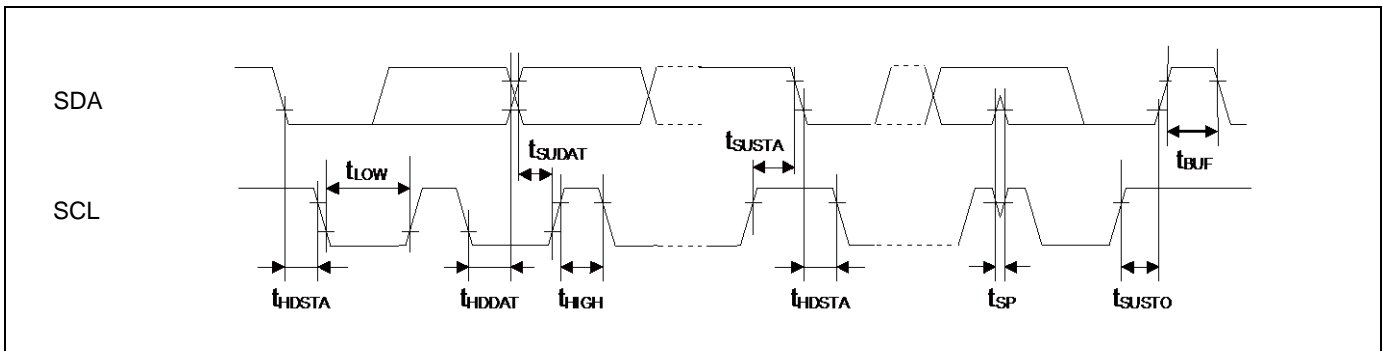 SDA
tSUDAT
tSUSTA
tBUF
tLOW
SCL
tHDSTA
tHDDAT
tHIGH
tHDSTA
tSP
tSUSTO